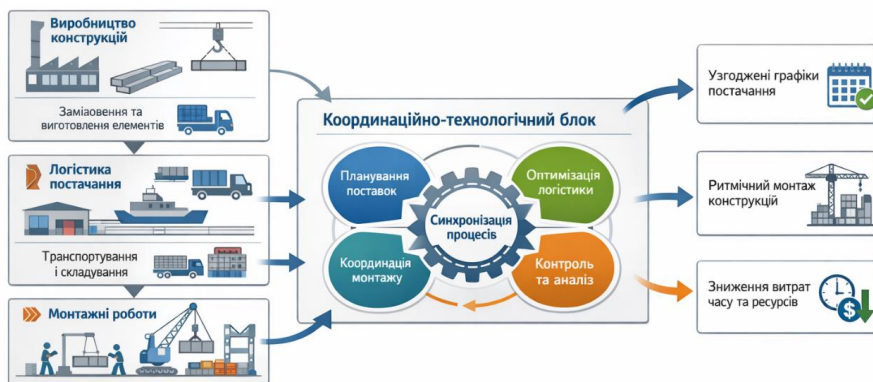 Виробництво
конструкцій
Заміаовення та
виготовлення елементів
Логістика
постачання
Транспортування
і складування
Монтажні роботи
Координаційно-технологічний блок
Планування
поставок
Оптимізація
логістики
Синхронізація
процесів
Координація
монтажу
Контроль
та аналіз
Узгоджені графіки
постачання
Ритмічний монтаж
конструкцій
Зниження витрат
часу та ресурсів
$